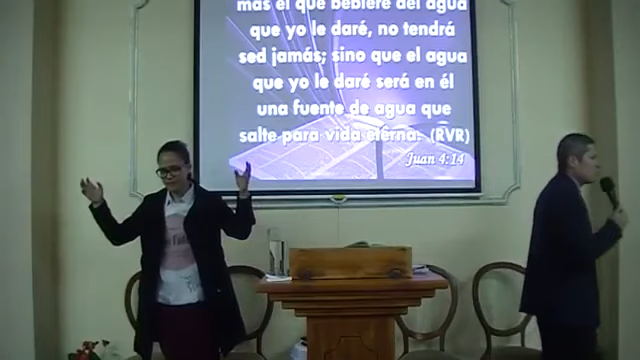 mas el que bebiere del agua
que yo le daré, no tendrá
sed jamás; sino que el agua
que yo le daré será en él
una fuente de agua que
salte para vida eterna. (RVR)
Juan 4:14